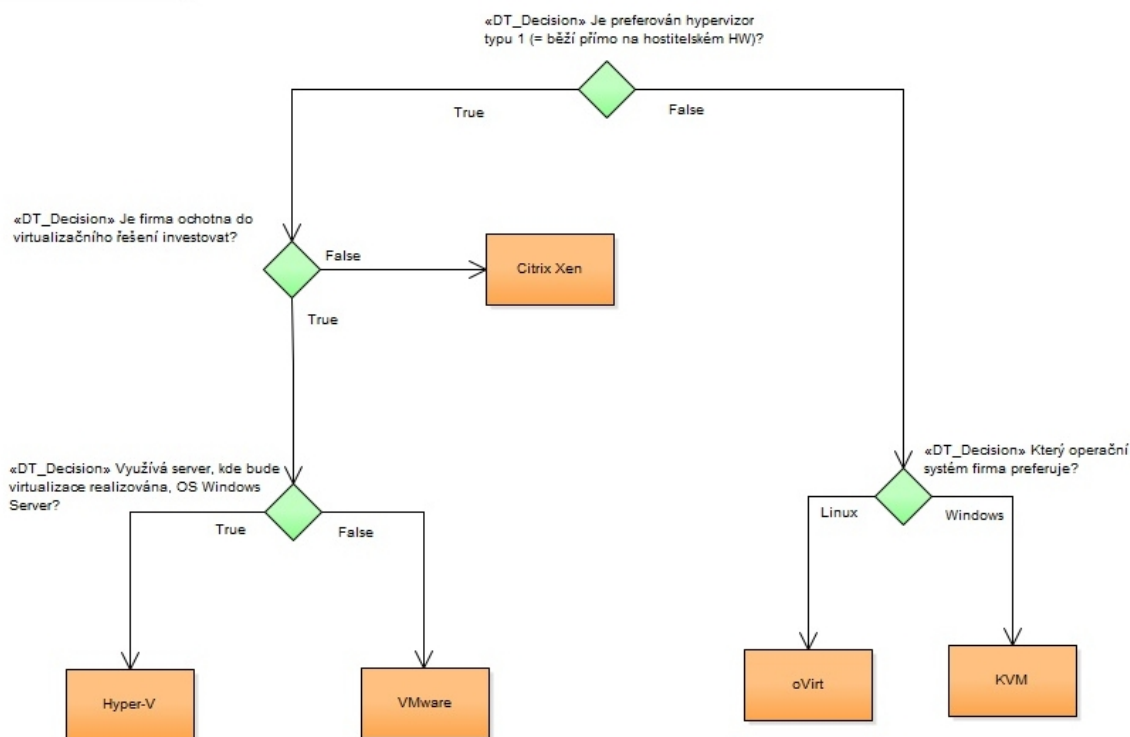 «DT_Decision» Je preferován hypervizor
typu 1 (= běží přímo na hostitelském HW)?
True
False
«DT_Decision» Je firma ochotna do
virtualizačního řešení investovat?
False
Citrix Xen
True
«DT_Decision» Využívá server, kde bude
virtualizace realizována, OS Windows
Server?
True
False
«DT_Decision» Který operační
systém firma preferuje?
Linux
Windows
Hyper-V
VMware
oVirt
KVM